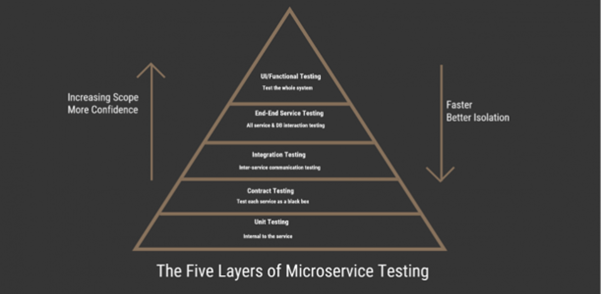 UI/Functional Testing
Test the whole system
End-End Service Testing
All service & DB interaction testing
Integration Testing
Inter-service communication testing
Contract Testing
Test each service as a black box
Unit Testing
Internal to the service
Increasing Scope
More Confidence
Faster
Better Isolation
The Five Layers of Microservice Testing